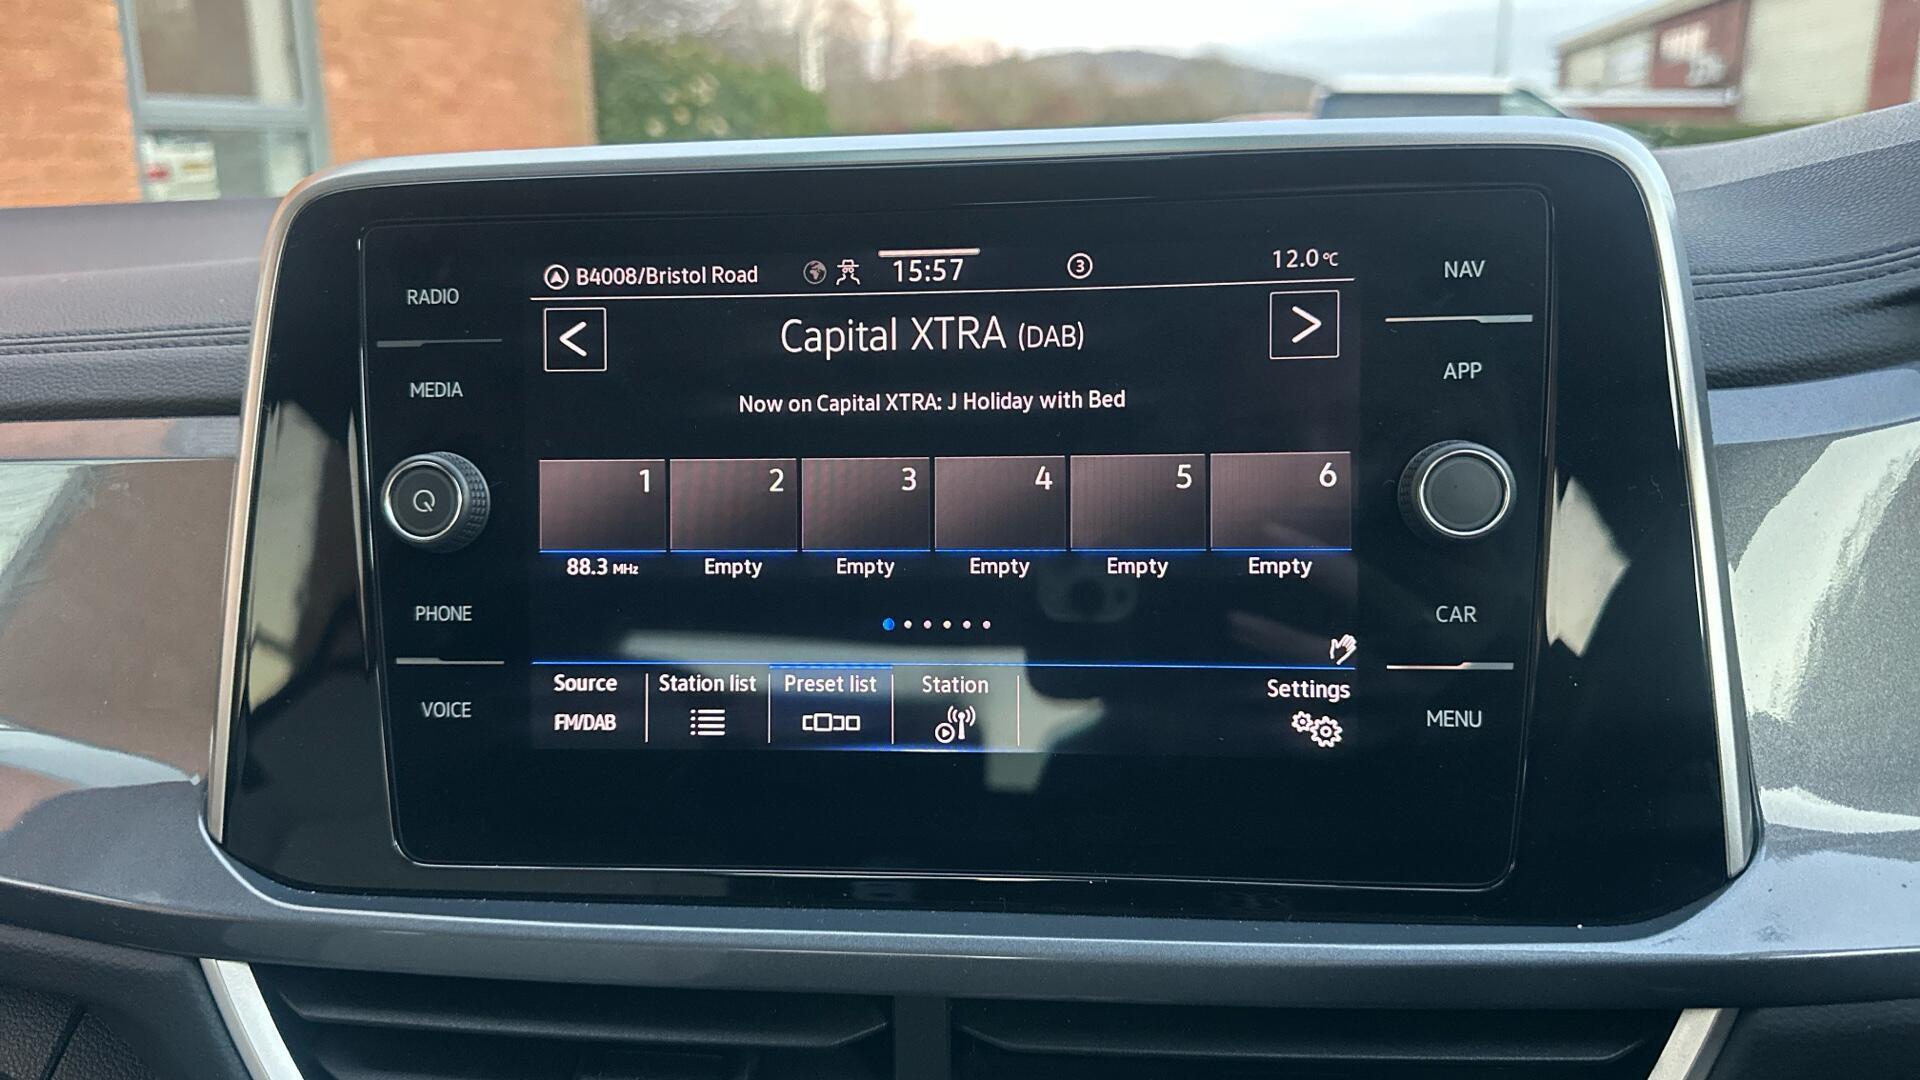 B4008/Bristol Road 15:57 3 12.0°C
RADIO
MEDIA
PHONE
VOICE
< Capital XTRA (DAB) >
Now on Capital XTRA: J Holiday with Bed
1 2 3 4 5 6
88.3 MHz Empty Empty Empty Empty Empty
Source Station list Preset list Station Settings
FM/DAB
NAV
APP
CAR
MENU